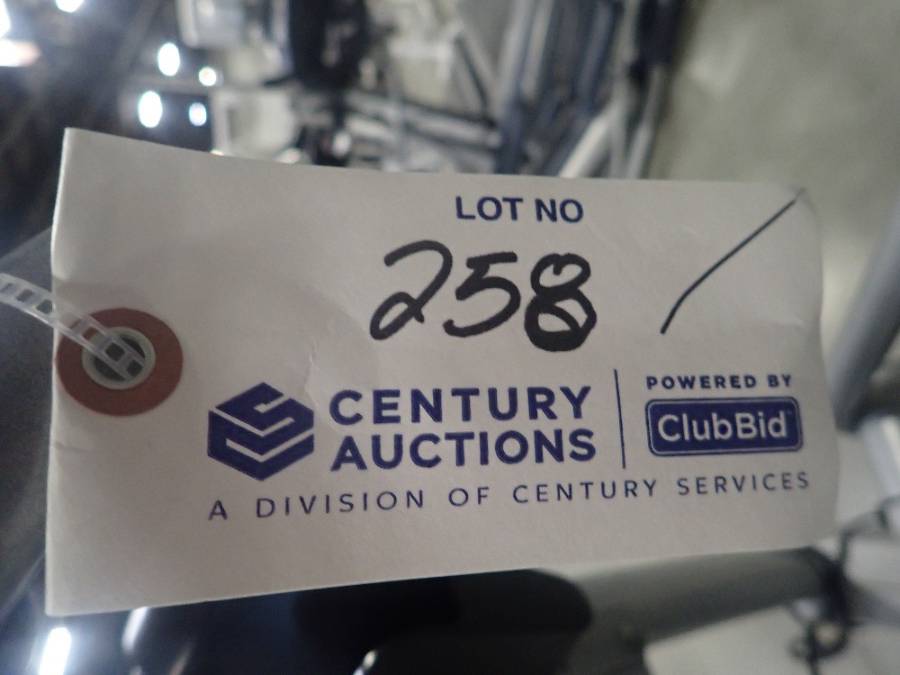 LOT NO
258 /
CENTURY
AUCTIONS
POWERED BY
ClubBid
A DIVISION OF CENTURY SERVICES